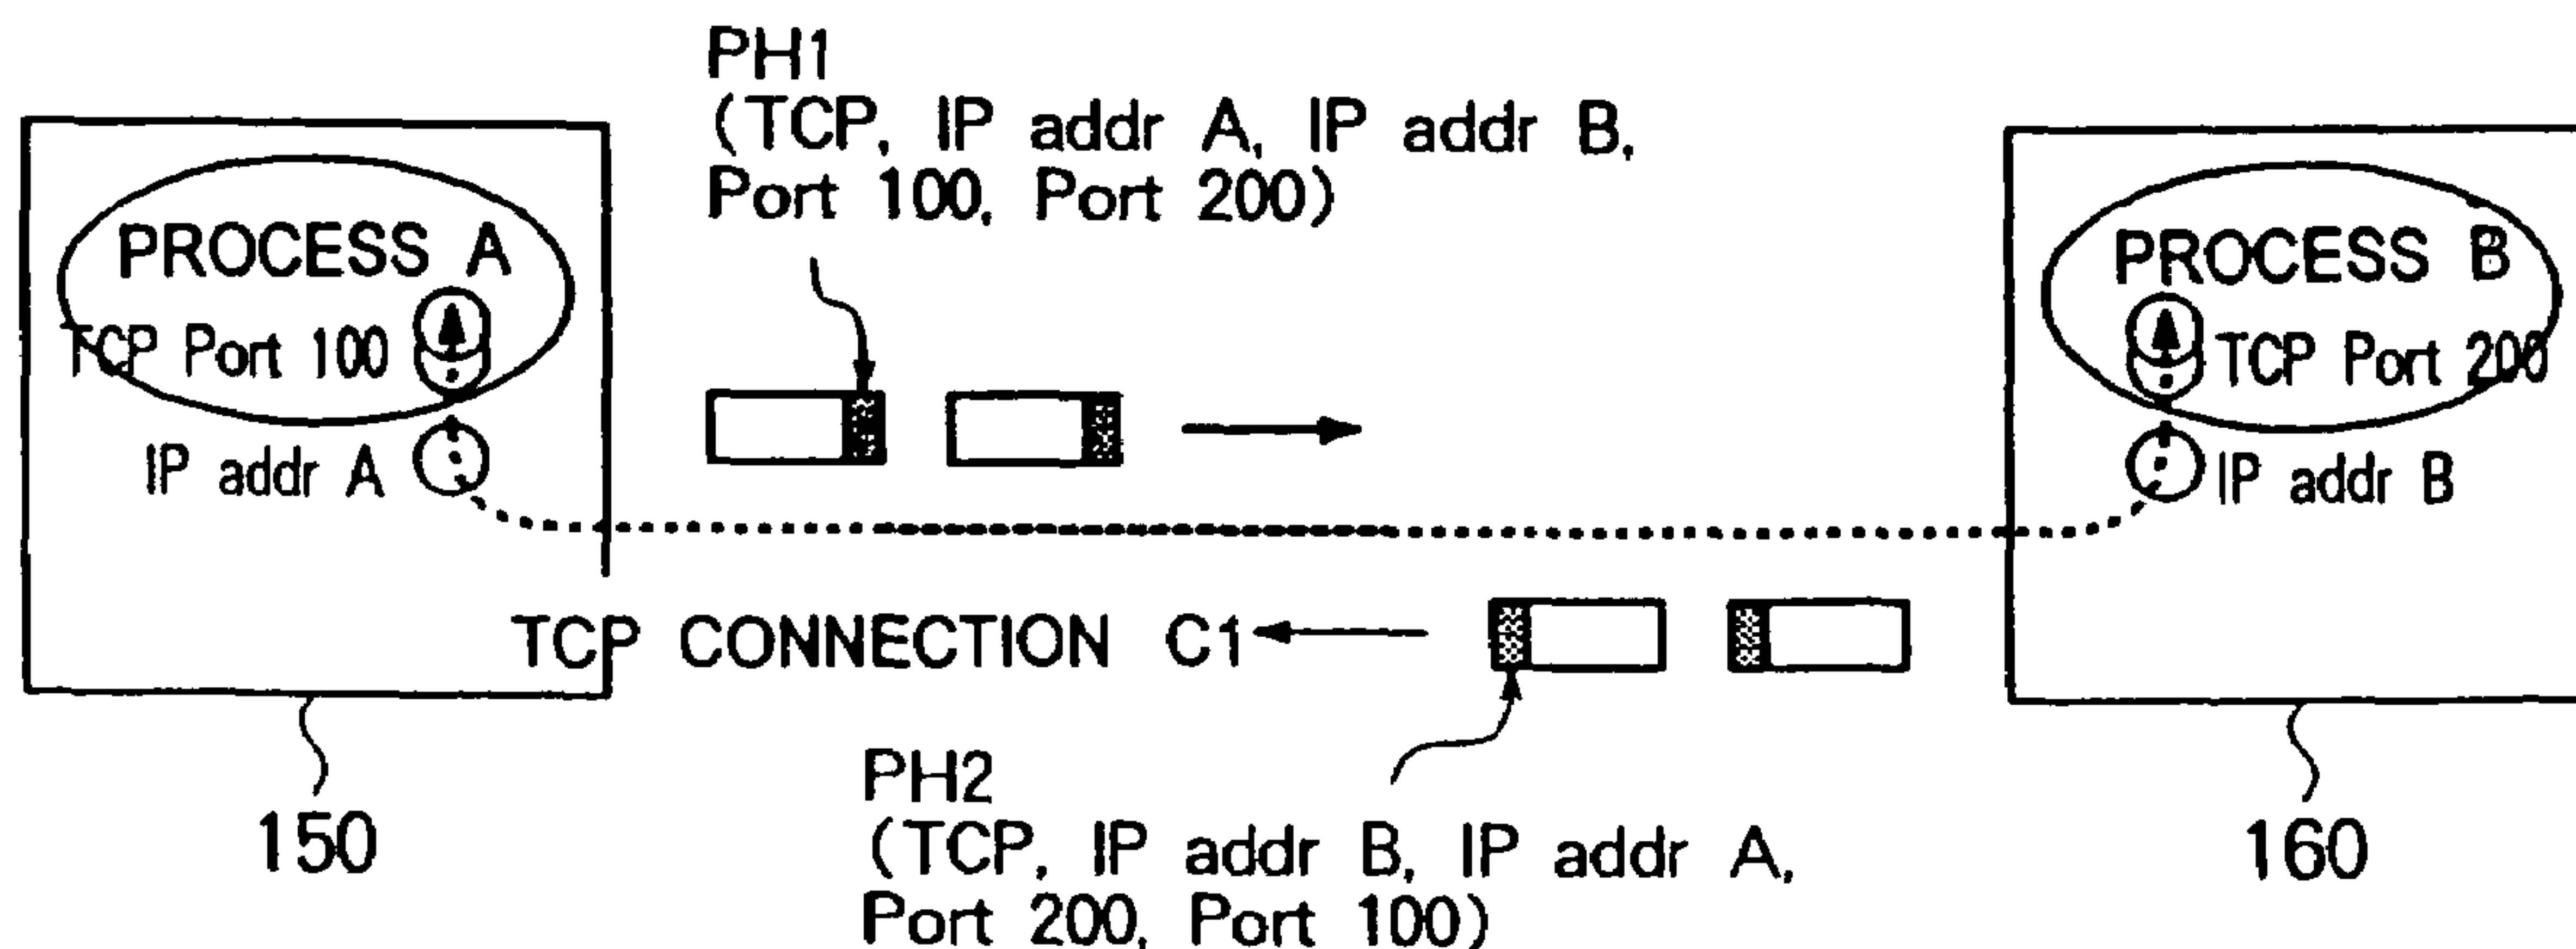 PH1
(TCP, IP addr A, IP addr B,
Port 100, Port 200)
PROCESS A
TCP Port 100
IP addr A
PROCESS B
TCP Port 200
IP addr B
TCP CONNECTION C1
PH2
(TCP, IP addr B, IP addr A,
Port 200, Port 100)
150
160